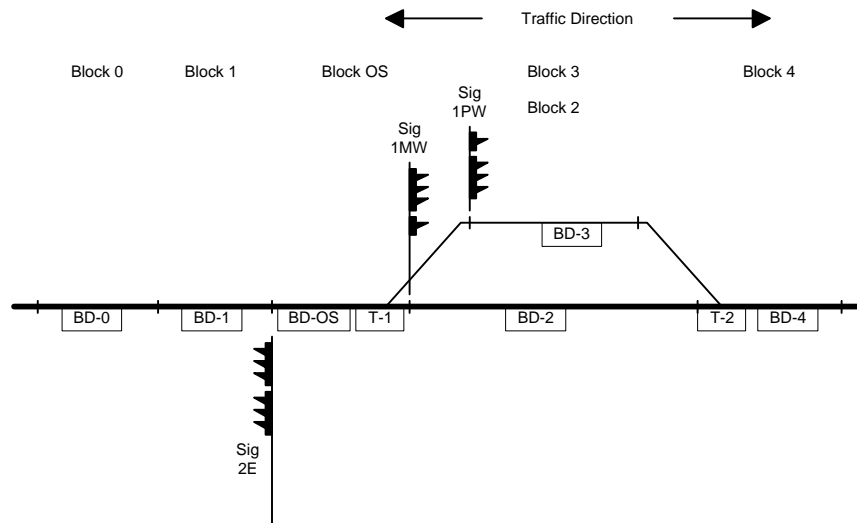 Traffic Direction
Block 0
Block 1
Block OS
Block 3
Block 4
Block 2
Sig
1PW
Sig
1MW
BD-3
BD-0
BD-1
BD-OS
T-1
BD-2
T-2
BD-4
Sig
2E